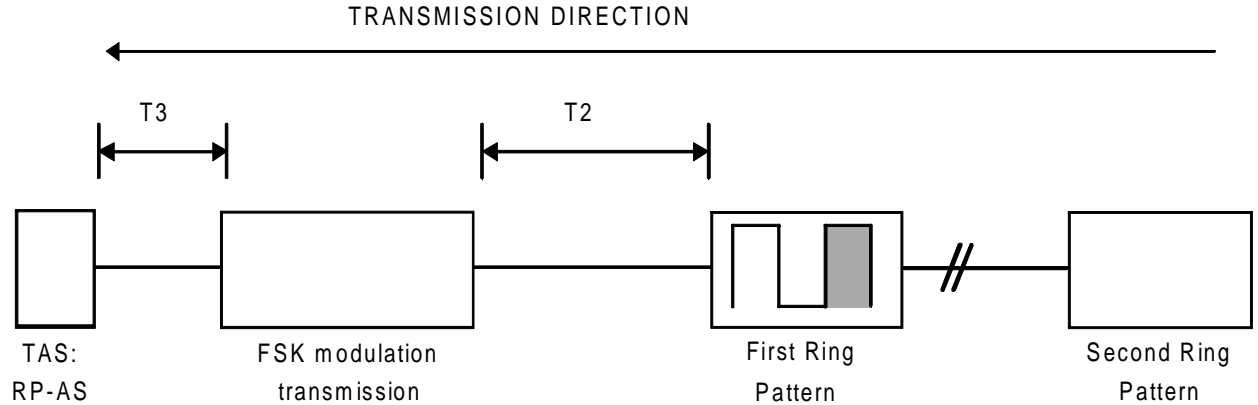 TRANSMISSION DIRECTION
T3
T2
TAS:
RP-AS
FSK modulation
transmission
First Ring
Pattern
Second Ring
Pattern